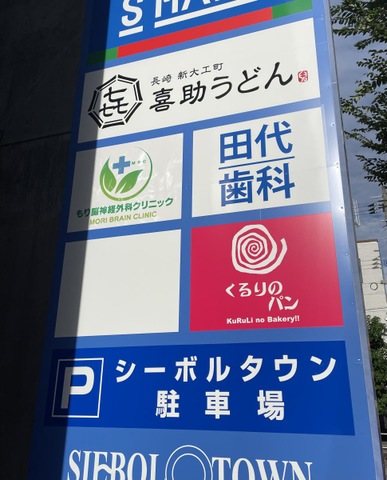 長崎 新大工町
喜助うどん
田代
歯科
もり脳神経外科クリニック
MORI BRAIN CLINIC
くるりの
パン
KuRuLi no Bakery!!
P
シーボルタウン
駐車場
SIEBOL TOWN